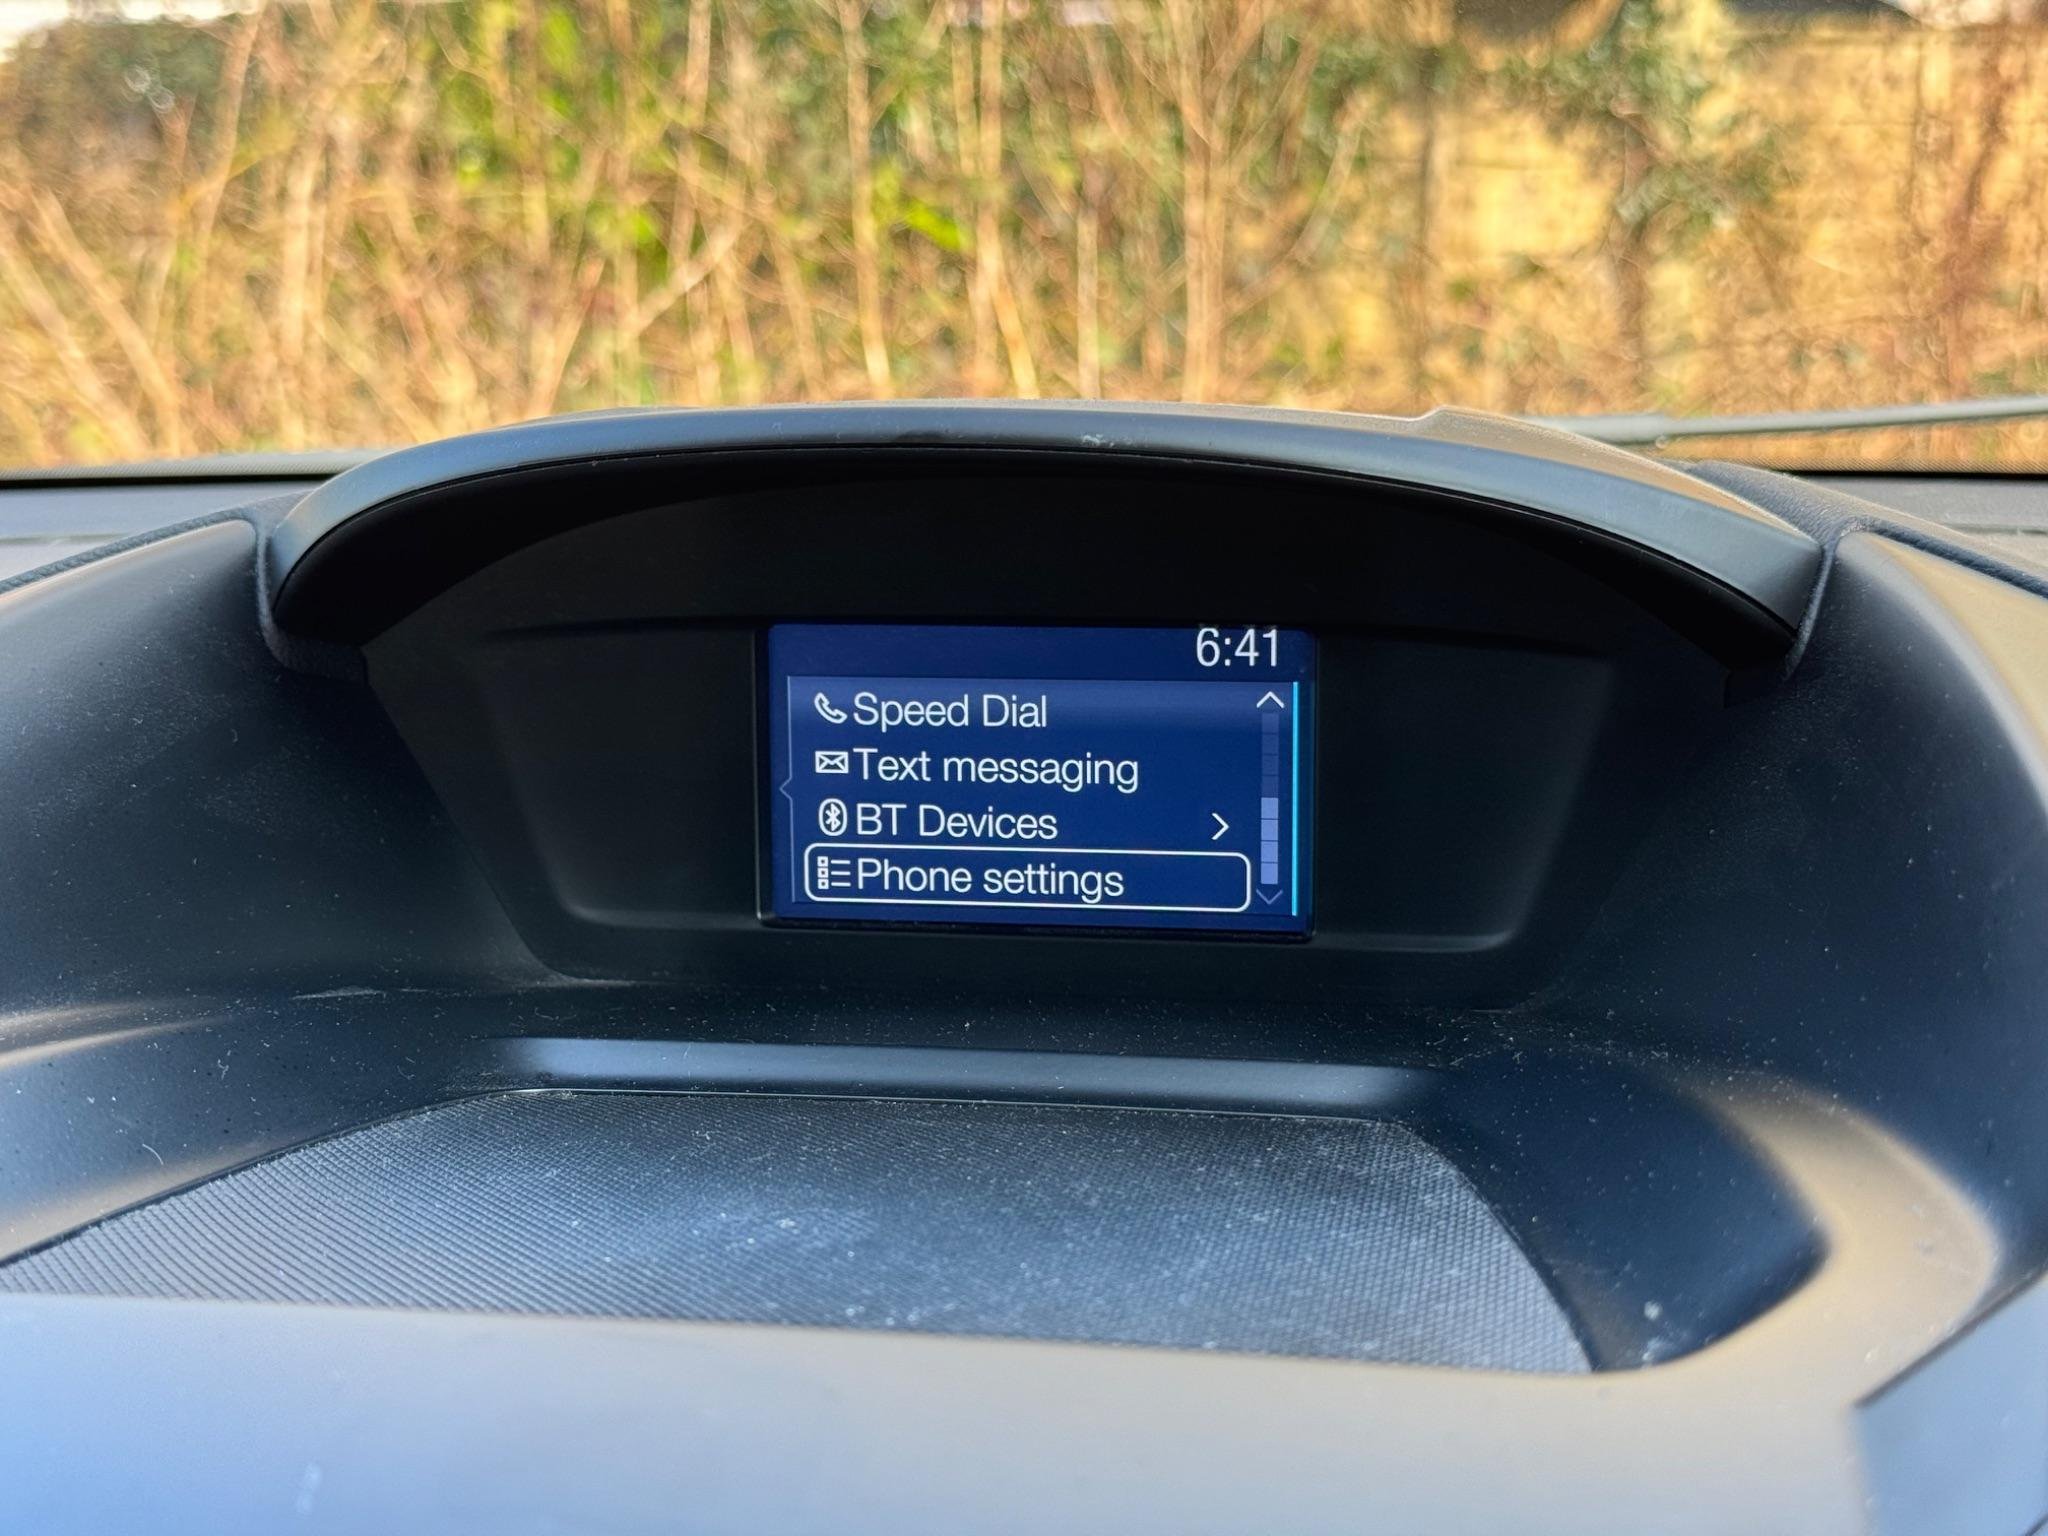 6:41
Speed Dial
Text messaging
BT Devices
Phone settings